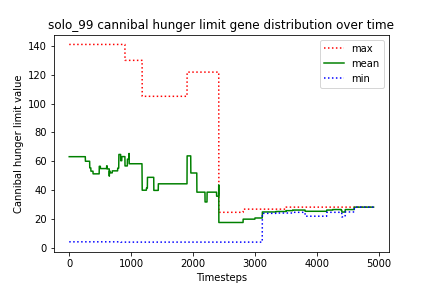 solo_99 cannibal hunger limit gene distribution over time
140
120
100
80
60
40
20
0
Cannibal hunger limit value
max
mean
min
0
1000
2000
3000
4000
5000
Timesteps